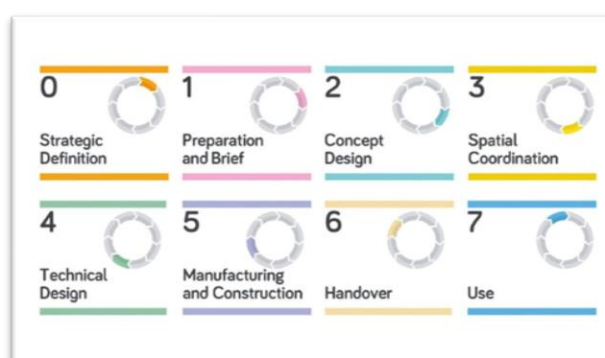 0
Strategic
Definition
1
Preparation
and Brief
2
Concept
Design
3
Spatial
Coordination
4
Technical
Design
5
Manufacturing
and Construction
6
Handover
7
Use